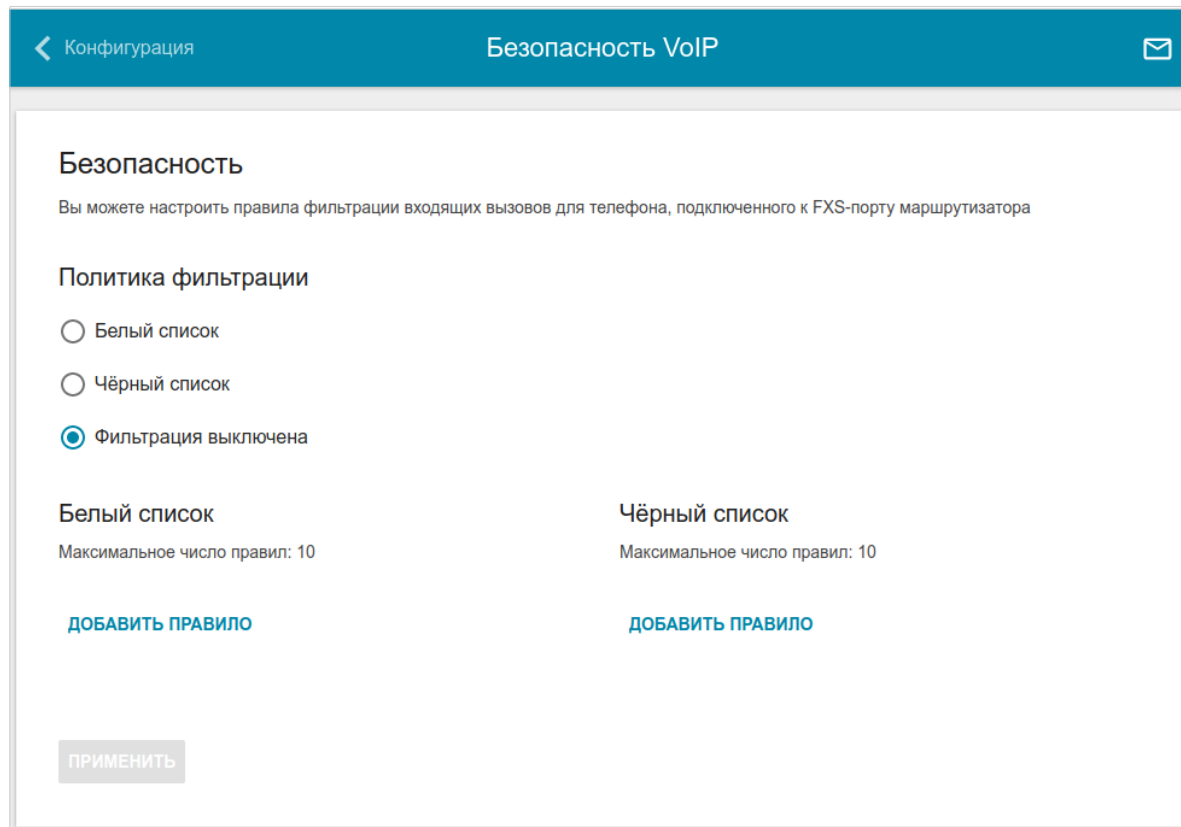 Конфигурация
Безопасность VoIP
Безопасность
Вы можете настроить правила фильтрации входящих вызовов для телефона, подключенного к FXS-порту маршрутизатора
Политика фильтрации
Белый список
Чёрный список
Фильтрация выключена
Белый список
Максимальное число правил: 10
ДОБАВИТЬ ПРАВИЛО
Чёрный список
Максимальное число правил: 10
ДОБАВИТЬ ПРАВИЛО
ПРИМЕНИТЬ